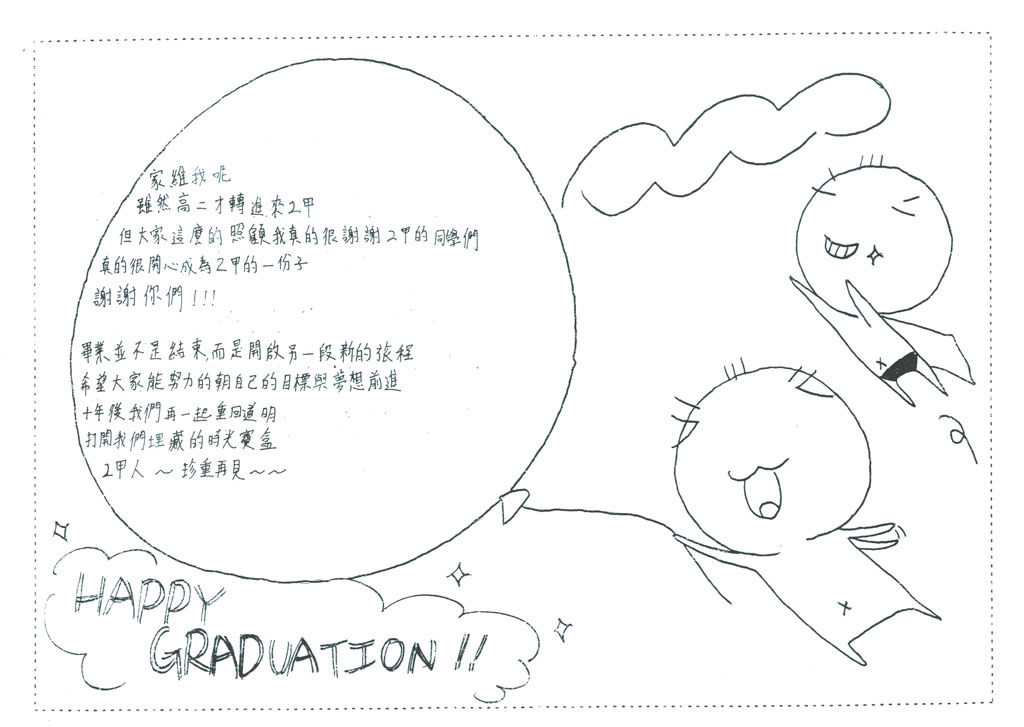 家維我呢
雖然高二才轉進來2甲
但大家這麼的照顧我真的很謝謝2甲的同學們
真的很開心成為2甲的一份子
謝謝你們!!!
畢業並不是結束而是開啟另一段新的旅程
希望大家能努力的朝自己的目標與夢想前進
十年後我們再一起重回道明
打開我們埋藏的時光寶盒
2甲人~珍重再見~~
HAPPY
GRADUATION!!